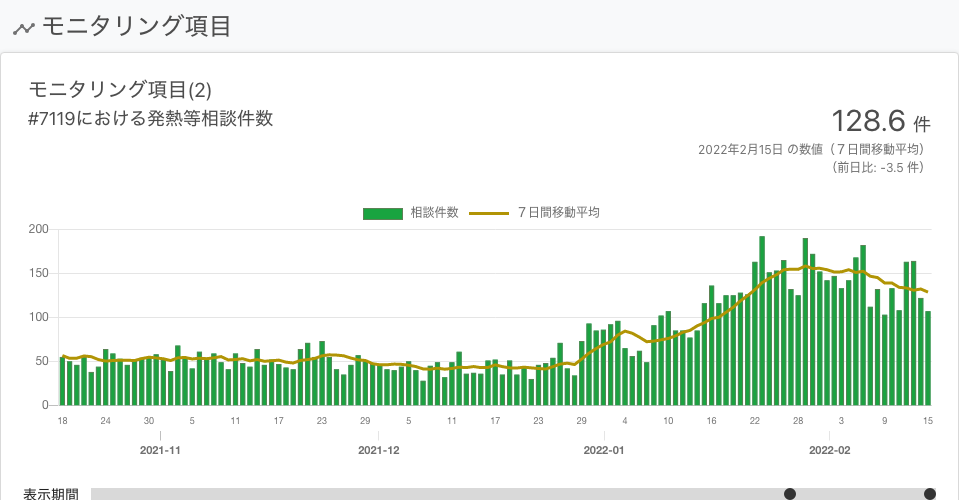 モニタリング項目
モニタリング項目(2)
#7119における発熱等相談件数
128.6 件
2022年2月15日 の数値（７日間移動平均）
（前日比: -3.5 件）
相談件数 ７日間移動平均
200
150
100
50
0
18 24 30 5 11 17 23 29 5 11 17 23 29 4 10 16 22 28 3 9 15
2021-11 2021-12 2022-01 2022-02
表示期間